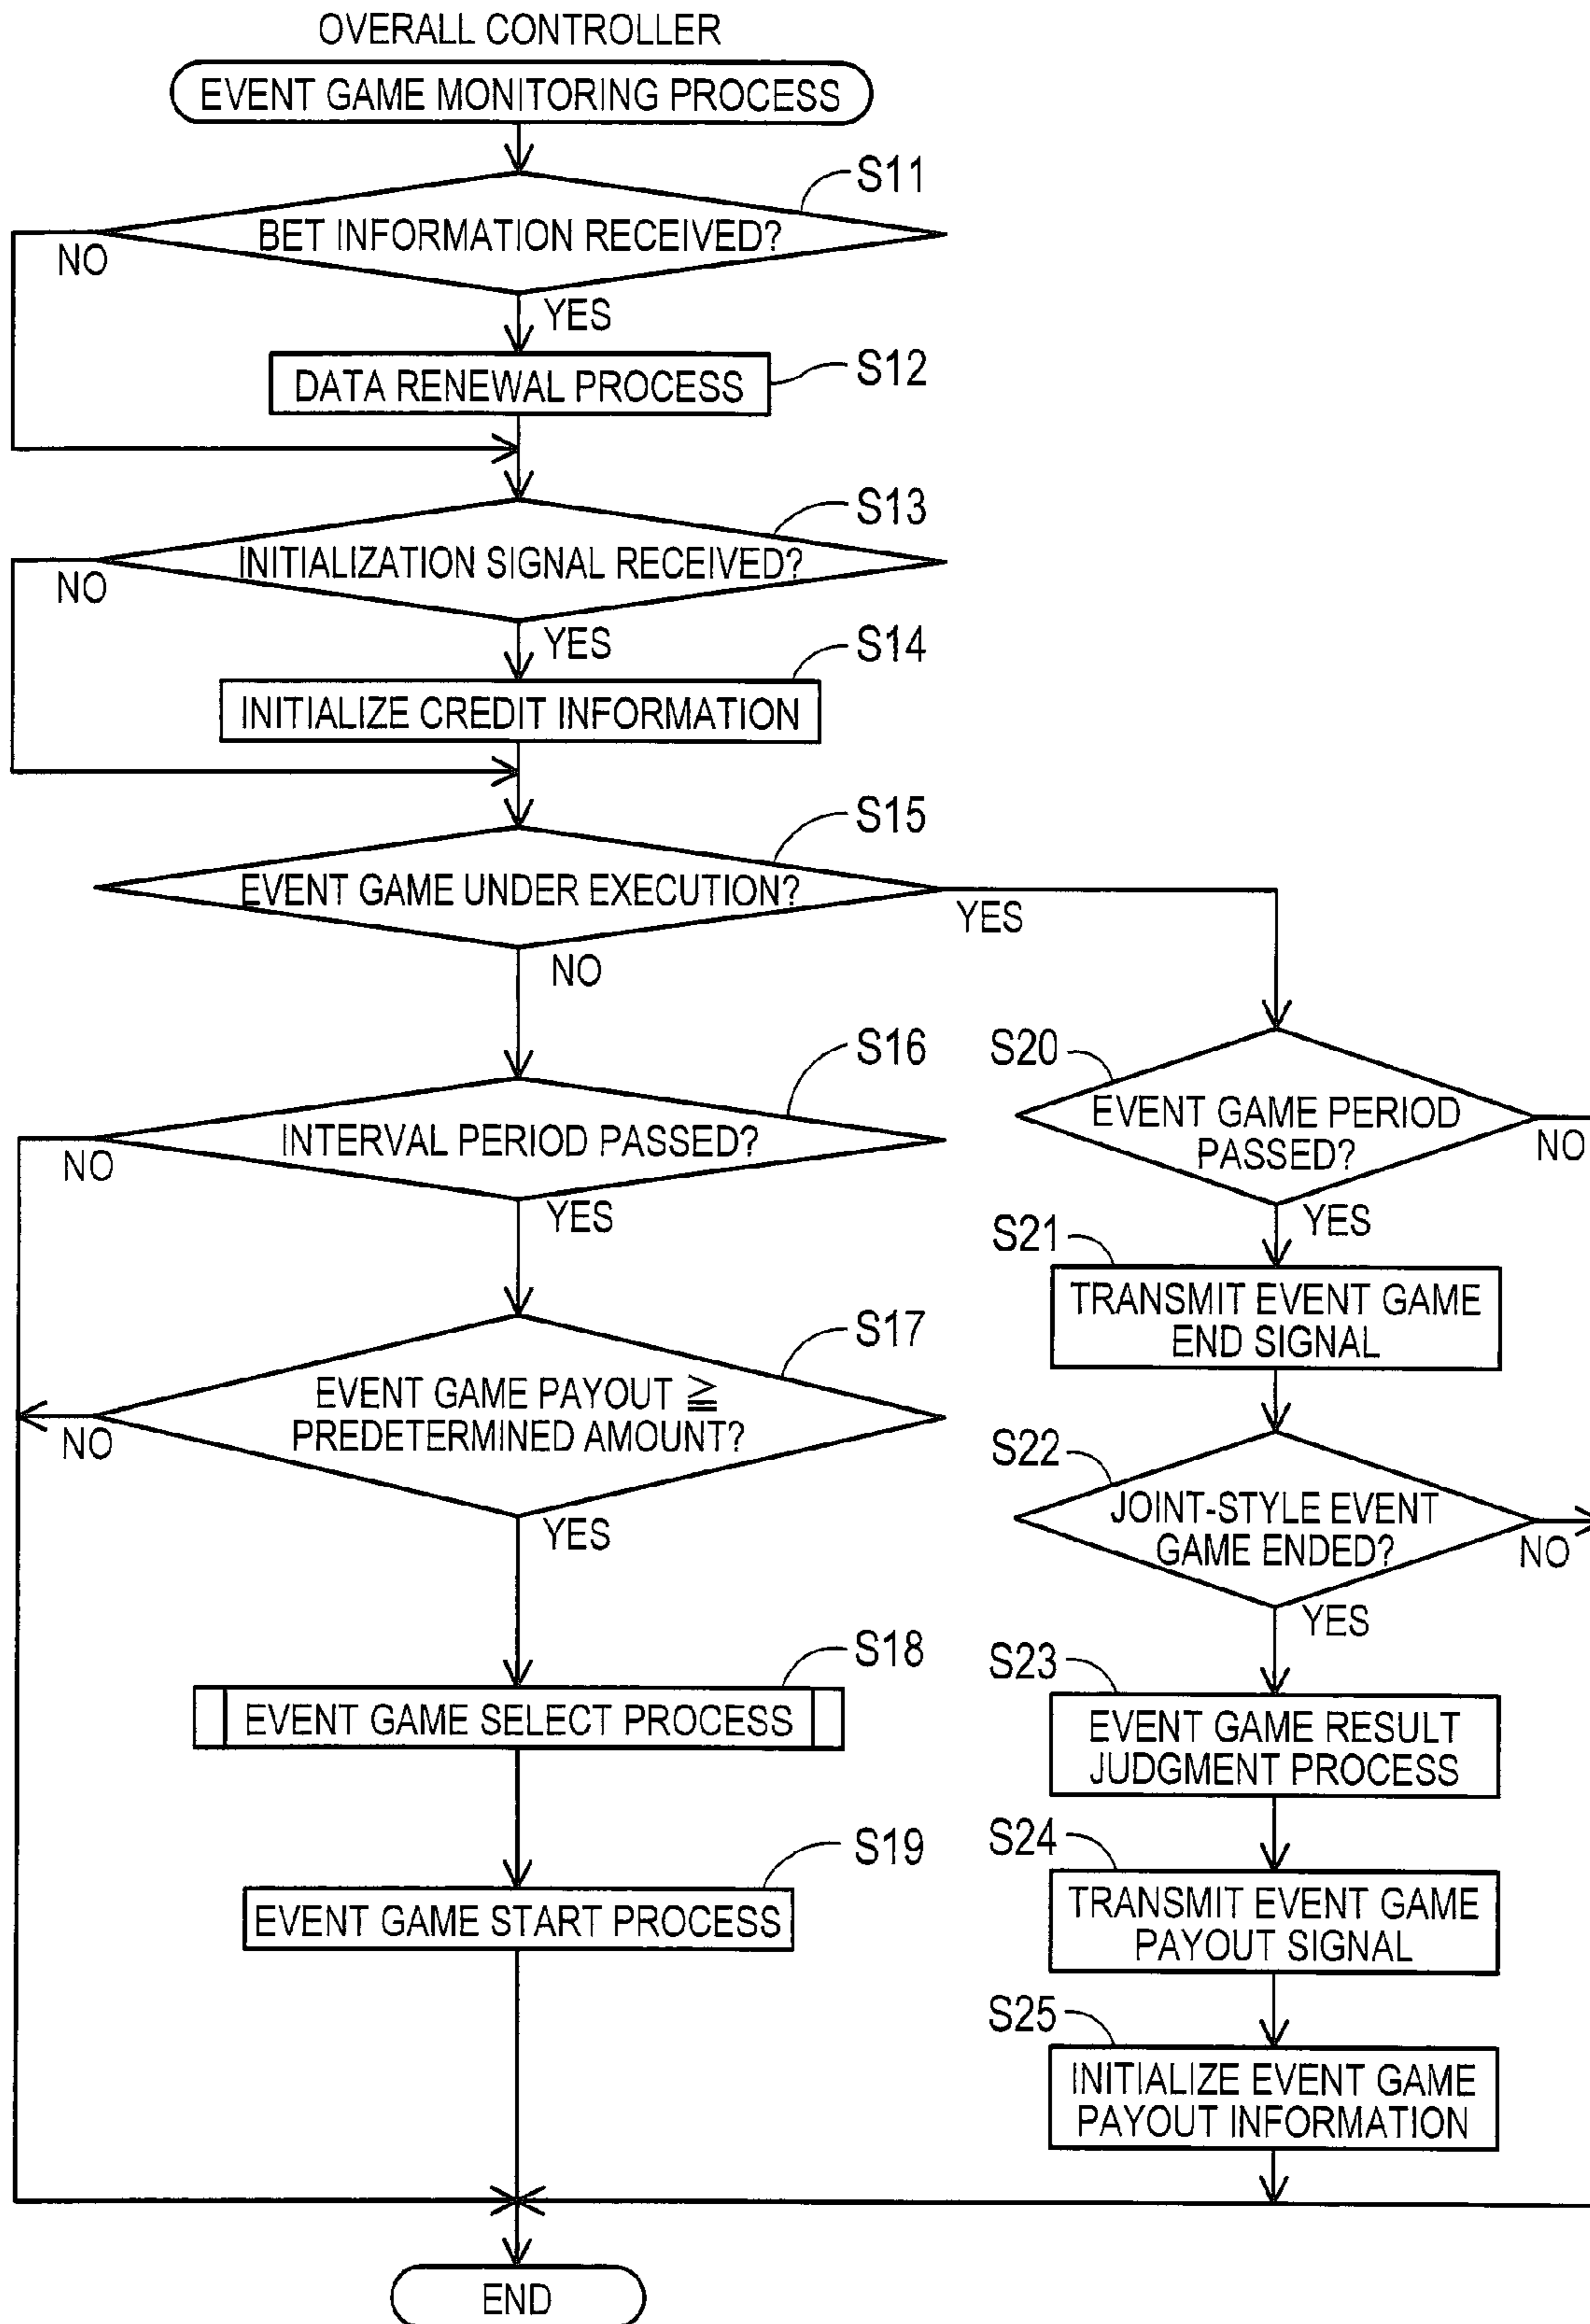 OVERALL CONTROLLER
EVENT GAME MONITORING PROCESS
S11
BET INFORMATION RECEIVED?
NO
YES
S12
DATA RENEWAL PROCESS
S13
INITIALIZATION SIGNAL RECEIVED?
NO
YES
S14
INITIALIZE CREDIT INFORMATION
S15
EVENT GAME UNDER EXECUTION?
YES
NO
S16
INTERVAL PERIOD PASSED?
NO
YES
S17
EVENT GAME PAYOUT ≧
PREDETERMINED AMOUNT?
NO
YES
S18
EVENT GAME SELECT PROCESS
S19
EVENT GAME START PROCESS
S20
EVENT GAME PERIOD
PASSED?
NO
YES
S21
TRANSMIT EVENT GAME
END SIGNAL
S22
JOINT-STYLE EVENT
GAME ENDED?
NO
YES
S23
EVENT GAME RESULT
JUDGMENT PROCESS
S24
TRANSMIT EVENT GAME
PAYOUT SIGNAL
S25
INITIALIZE EVENT GAME
PAYOUT INFORMATION
END